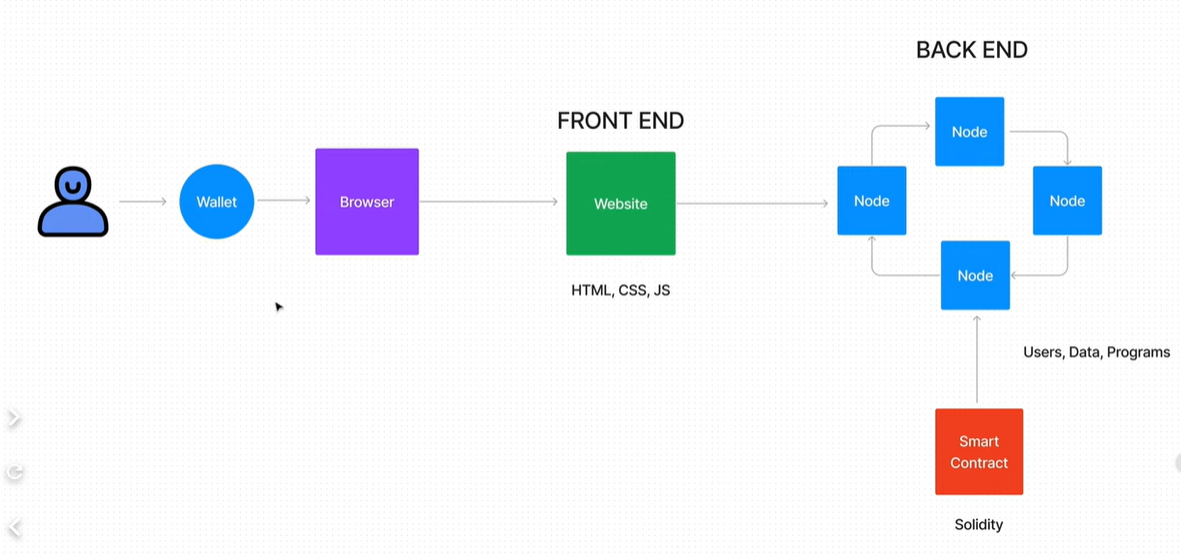 BACK END
FRONT END
Node
Wallet
Browser
Website
Node
Node
Node
HTML, CSS, JS
Users, Data, Programs
Smart
Contract
Solidity